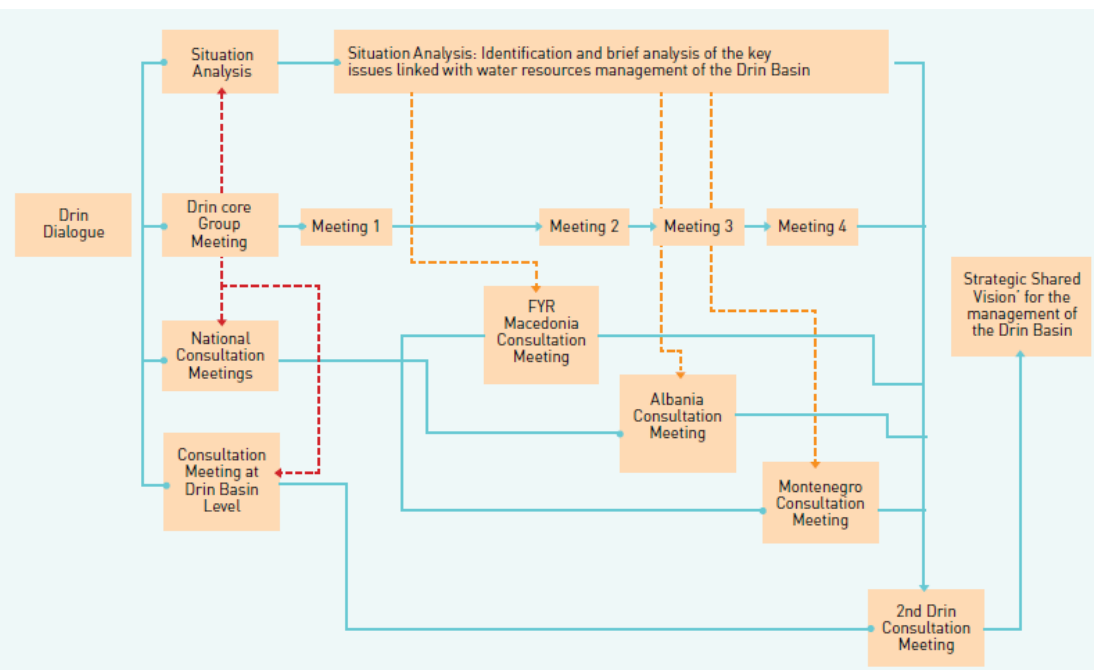 Situation
Analysis
Situation Analysis: Identification and brief analysis of the key
issues linked with water resources management of the Drin Basin
Drin
Dialogue
Drin core
Group
Meeting
Meeting 1
Meeting 2
Meeting 3
Meeting 4
National
Consultation
Meetings
FYR
Macedonia
Consultation
Meeting
Strategic Shared
Vision’ for the
management of
the Drin Basin
Albania
Consultation
Meeting
Consultation
Meeting at
Drin Basin
Level
Montenegro
Consultation
Meeting
2nd Drin
Consultation
Meeting